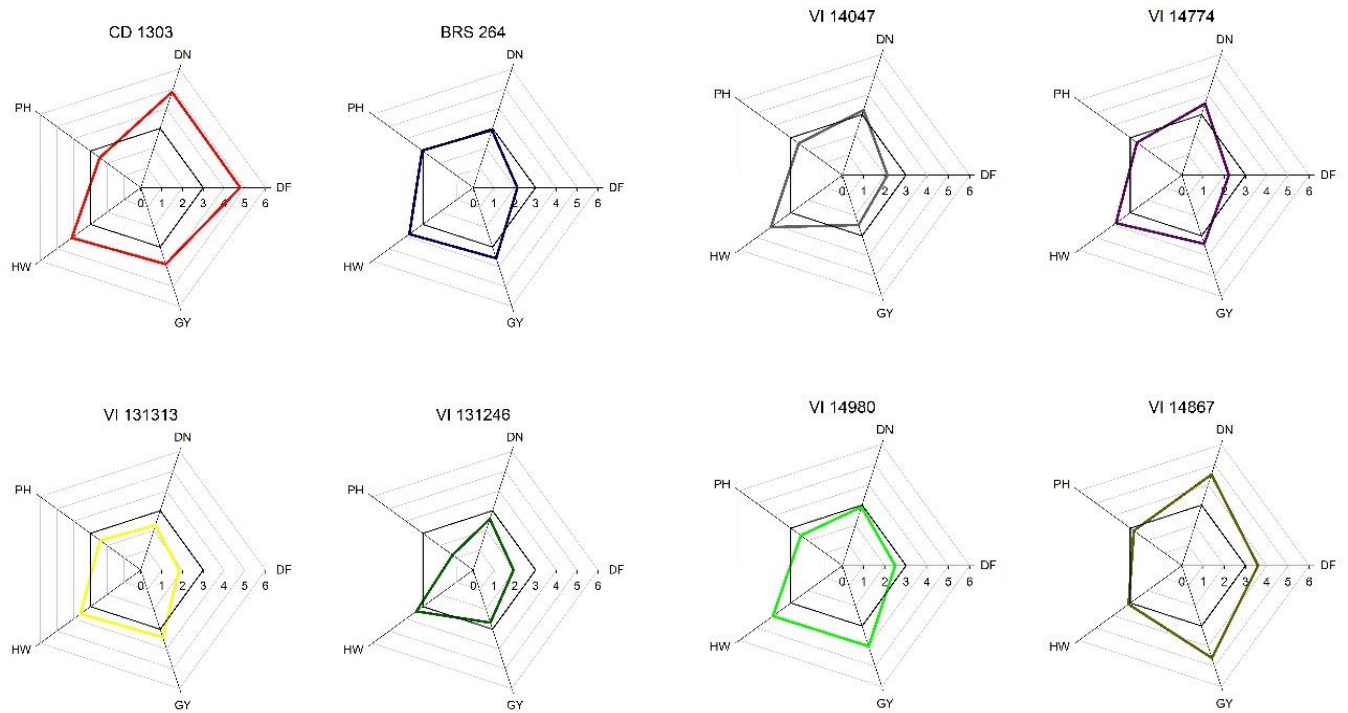 CD 1303
DN
PH
0 1 2 3 4 5 6
DF
HW
GY
BRS 264
DN
PH
0 1 2 3 4 5 6
DF
HW
GY
VI 14047
DN
PH
0 1 2 3 4 5 6
DF
HW
GY
VI 14774
DN
PH
0 1 2 3 4 5 6
DF
HW
GY
VI 131313
DN
PH
0 1 2 3 4 5 6
DF
HW
GY
VI 131246
DN
PH
0 1 2 3 4 5 6
DF
HW
GY
VI 14980
DN
PH
0 1 2 3 4 5 6
DF
HW
GY
VI 14867
DN
PH
0 1 2 3 4 5 6
DF
HW
GY